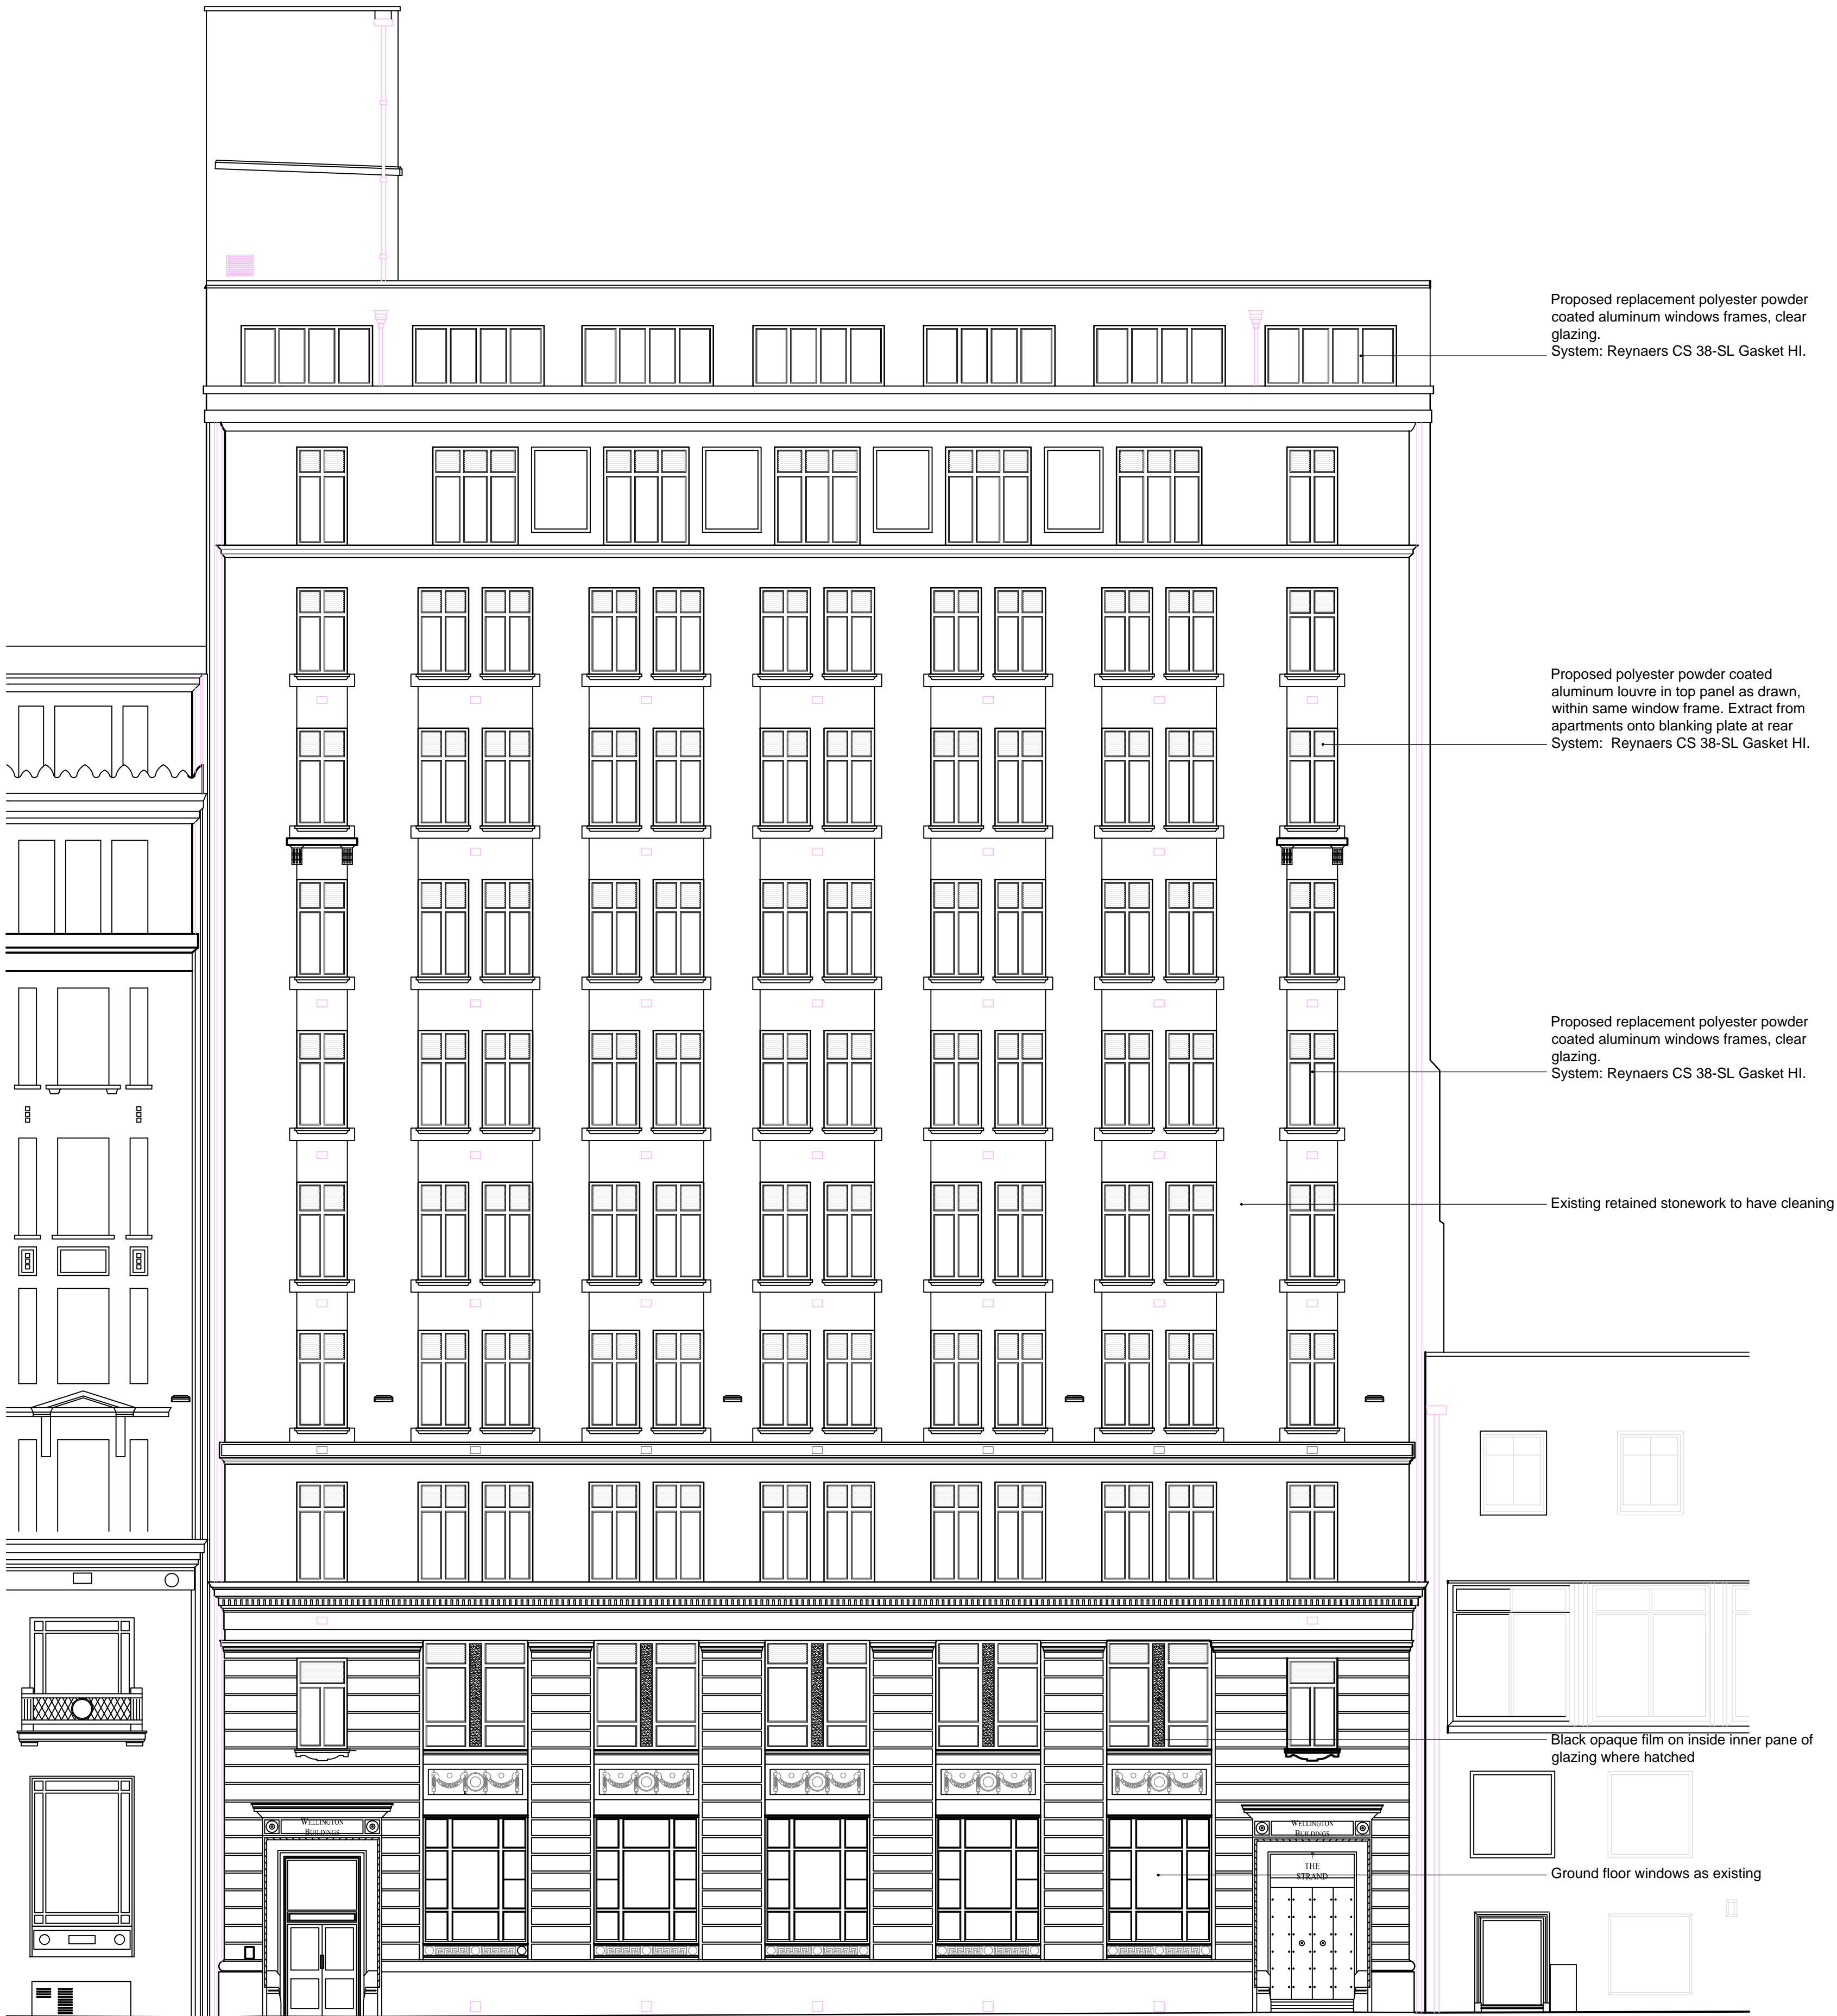 Proposed replacement polyester powder
coated aluminum windows frames, clear
glazing.
System: Reynaers CS 38-SL Gasket HI.
Proposed polyester powder coated
aluminum louvre in top panel as drawn,
within same window frame. Extract from
apartments onto blanking plate at rear
System: Reynaers CS 38-SL Gasket HI.
Proposed replacement polyester powder
coated aluminum windows frames, clear
glazing.
System: Reynaers CS 38-SL Gasket HI.
Existing retained stonework to have cleaning
Black opaque film on inside inner pane of
glazing where hatched
Ground floor windows as existing
WELLINGTON
BUILDINGS
WELLINGTON
BUILDINGS
7
THE
STRAND